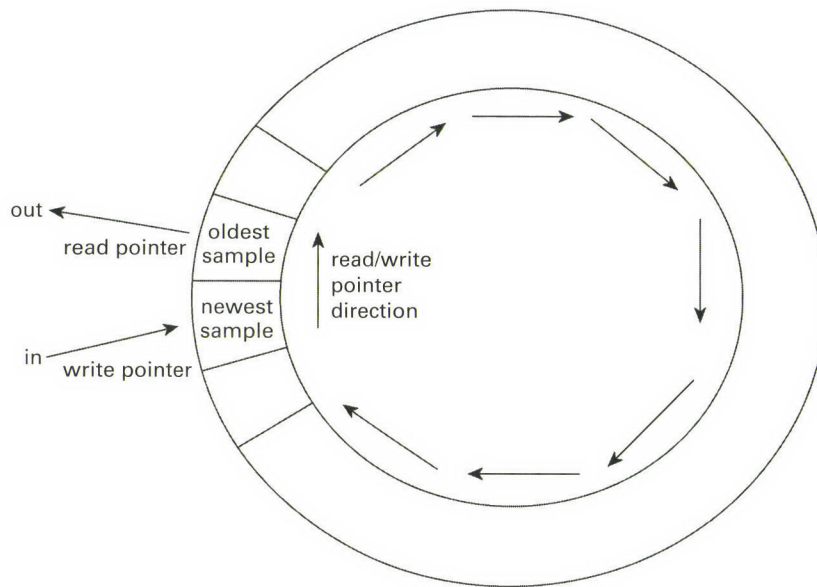 out
read pointer
oldest
sample
read/write
pointer
direction
newest
sample
in
write pointer